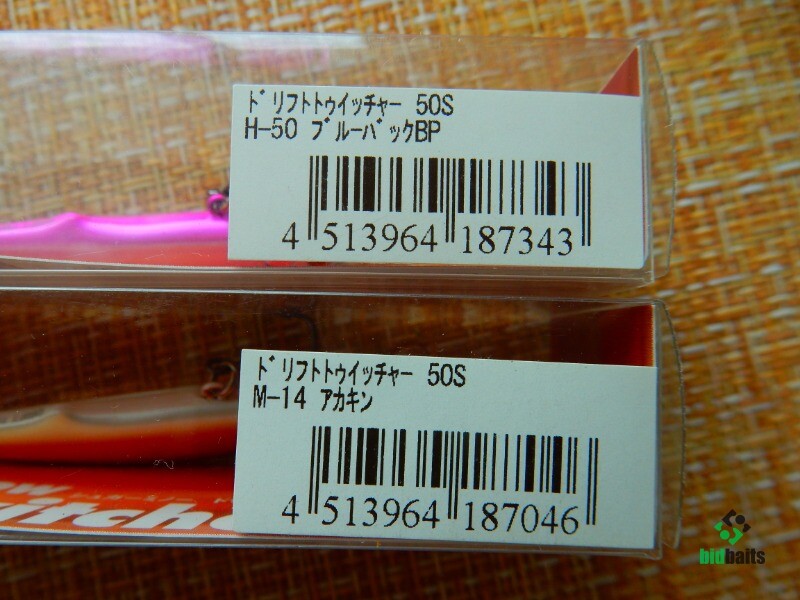 ﾄﾞﾘﾌﾄﾄｩｲｯﾁｬｰ 50S
H-50 ﾌﾞﾙｰﾊﾞｯｸBP
4 513964 187343
ﾄﾞﾘﾌﾄﾄｩｲｯﾁｬｰ 50S
M-14 ｱｶｷﾝ
4 513964 187046
bidbaits